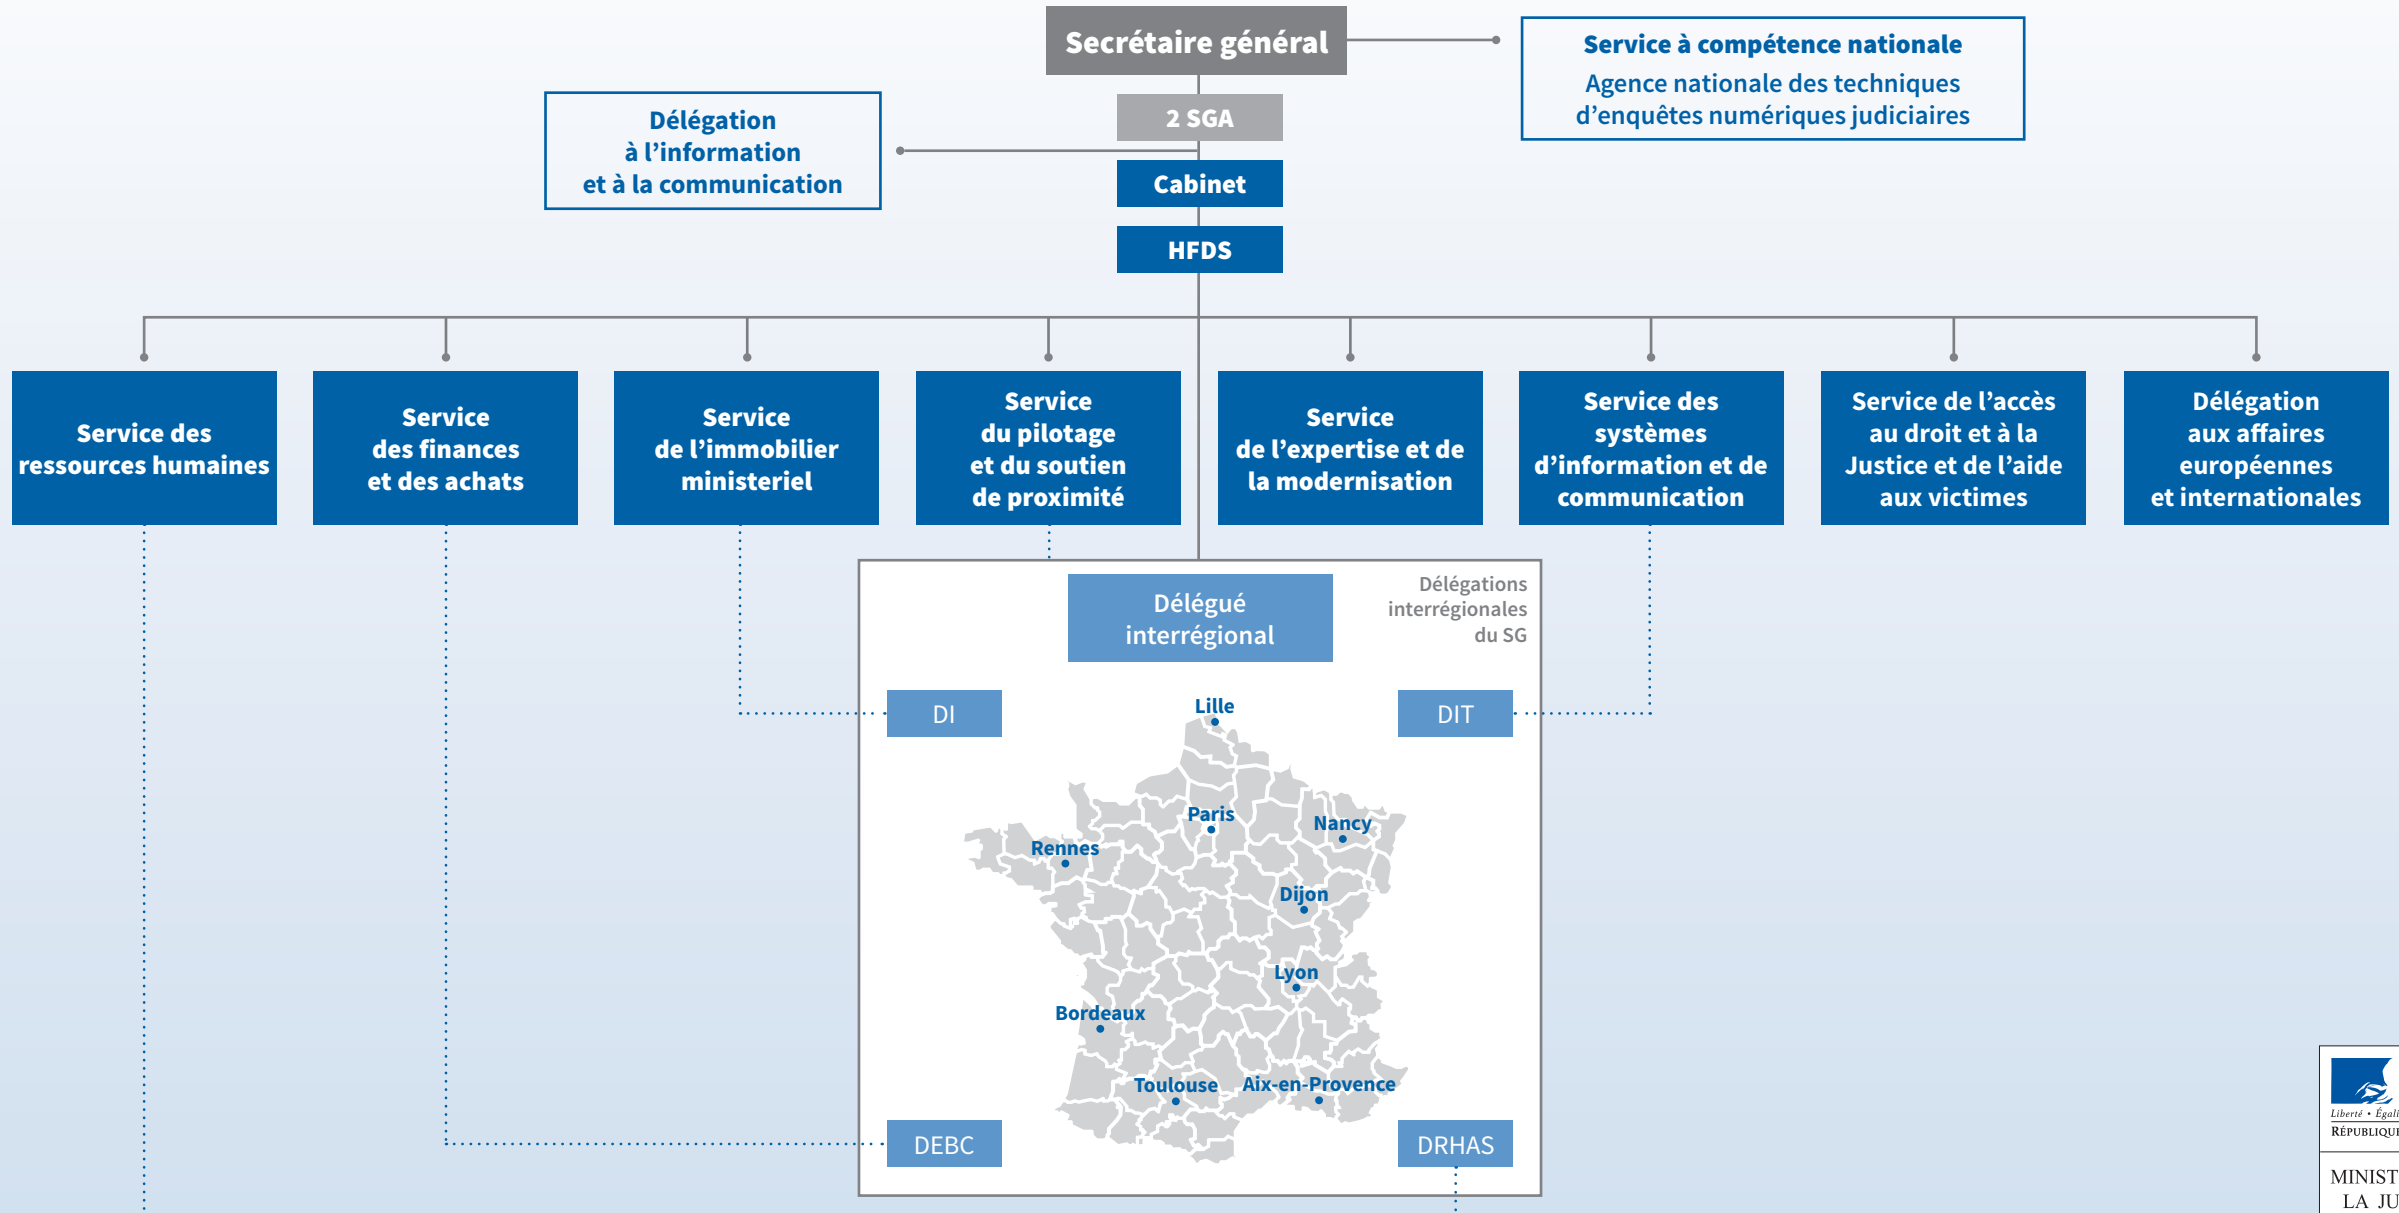 Secrétaire général
Service à compétence nationale
Agence nationale des techniques
d’enquêtes numériques judiciaires
2 SGA
Délégation
à l’information
et à la communication
Cabinet
HFDS
Service des
ressources humaines
Service
des finances
et des achats
Service
de l’immobilier
ministeriel
Service
du pilotage
et du soutien
de proximité
Service
de l’expertise et de
la modernisation
Service des
systèmes
d’information et de
communication
Service de l’accès
au droit et à la
Justice et de l’aide
aux victimes
Délégation
aux affaires
européennes
et internationales
Délégué
interrégional
Délégations
interrégionales
du SG
DI
DIT
Lille
Paris
Nancy
Rennes
Dijon
Lyon
Bordeaux
Toulouse
Aix-en-Provence
DEBC
DRHAS
Liberté • Égali
RÉPUBLIQUE
MINIST
LA JU